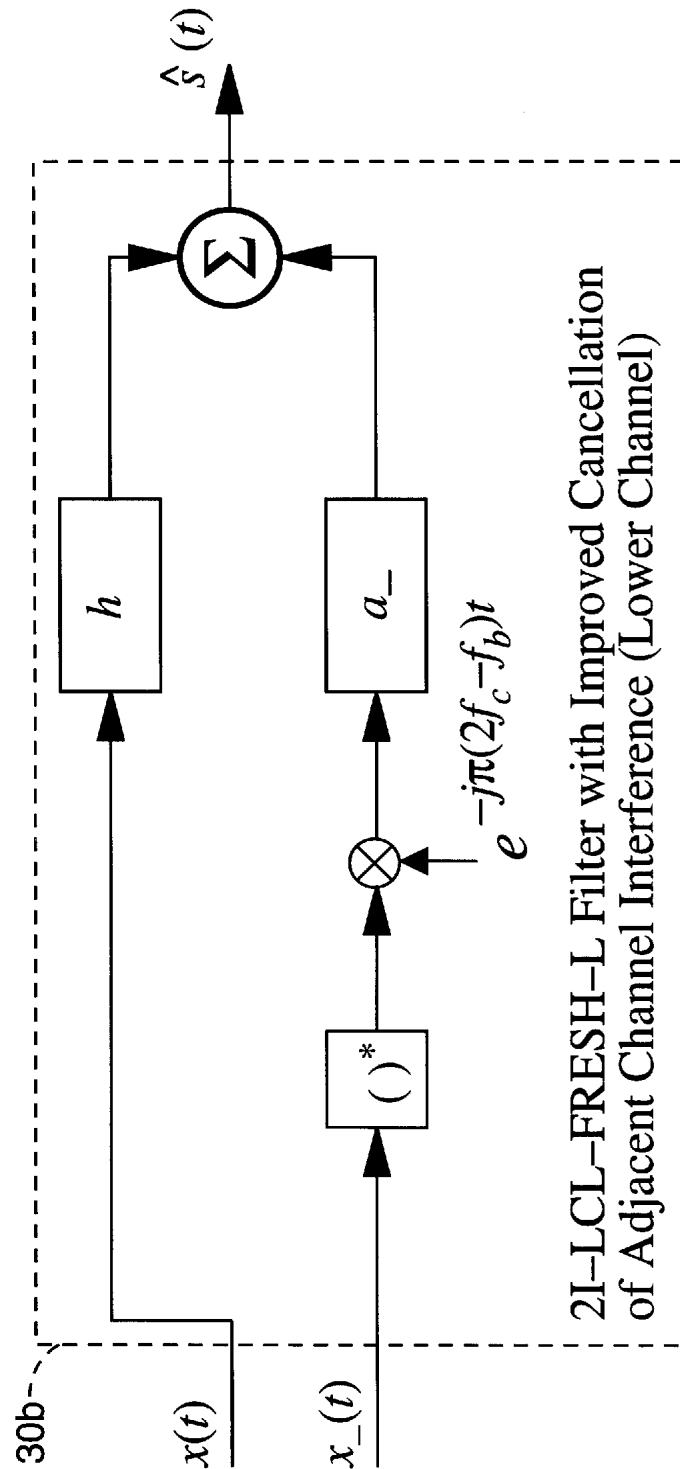 30b
x(t)
h
Σ
ŝ (t)
x_(t)
( )*
e^{-jπ(2f_c-f_b)t}
a_
2I–LCL–FRESH–L Filter with Improved Cancellation
of Adjacent Channel Interference (Lower Channel)